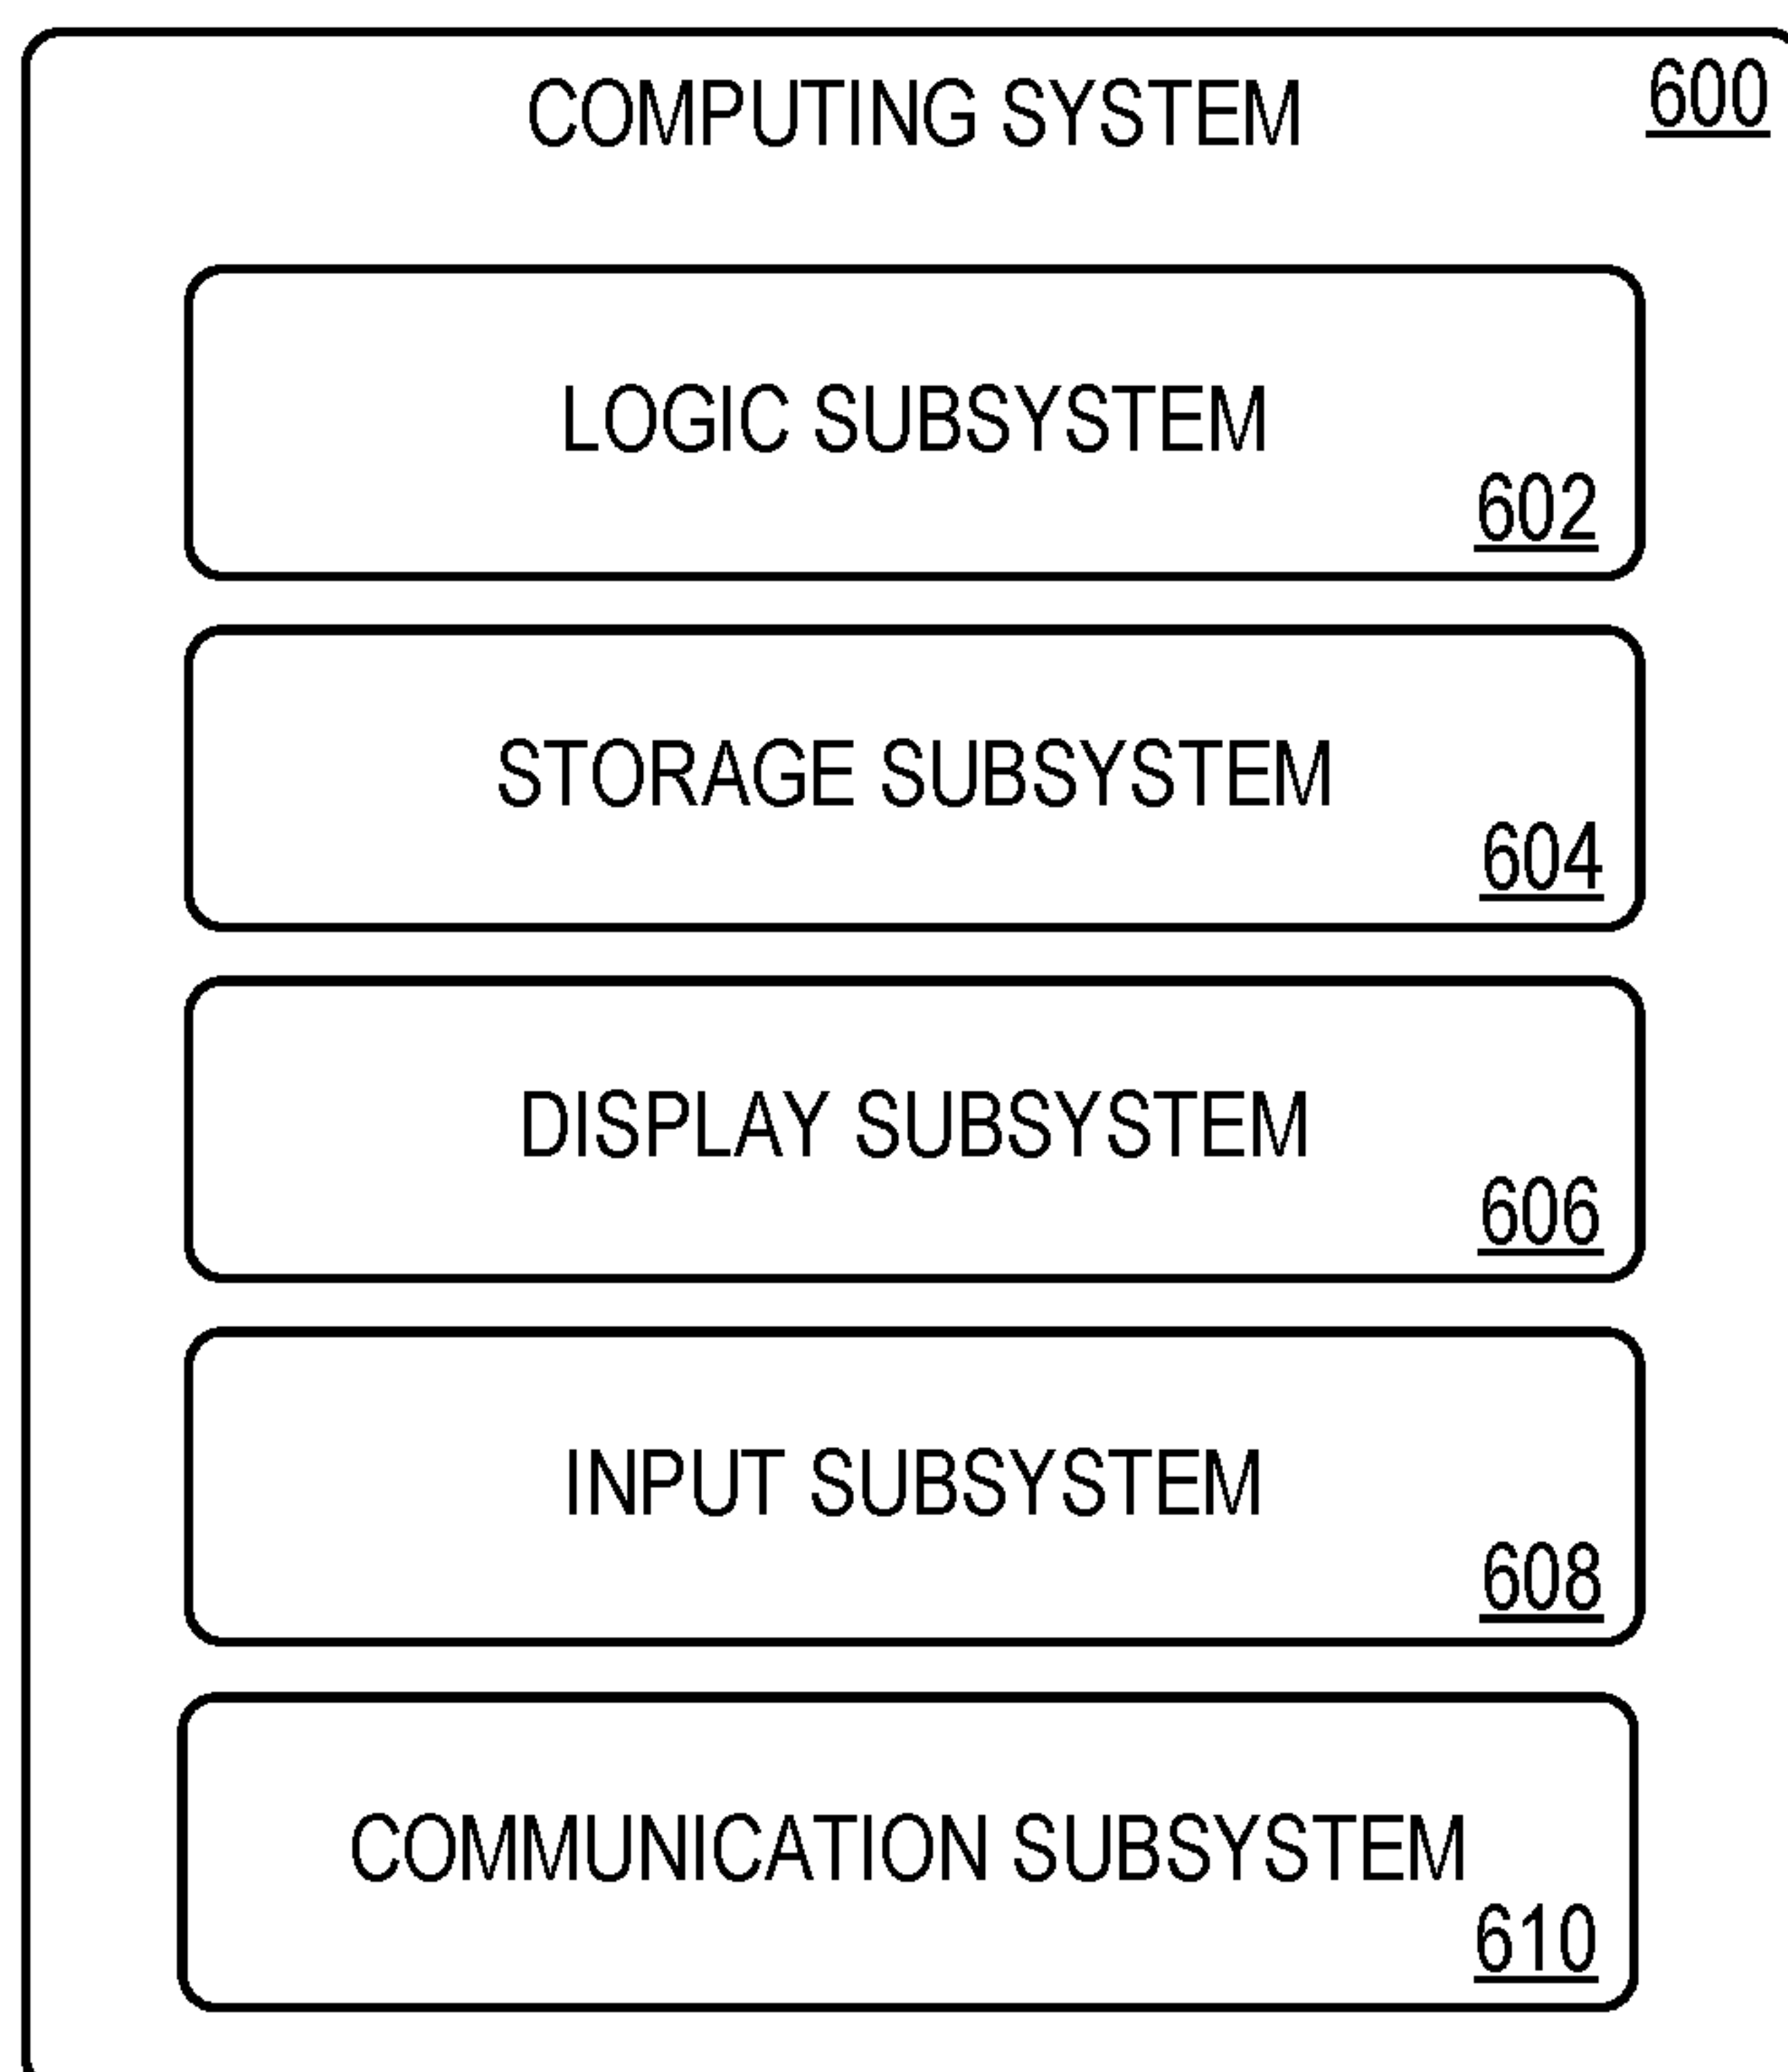 COMPUTING SYSTEM 600
LOGIC SUBSYSTEM
602
STORAGE SUBSYSTEM
604
DISPLAY SUBSYSTEM
606
INPUT SUBSYSTEM
608
COMMUNICATION SUBSYSTEM
610